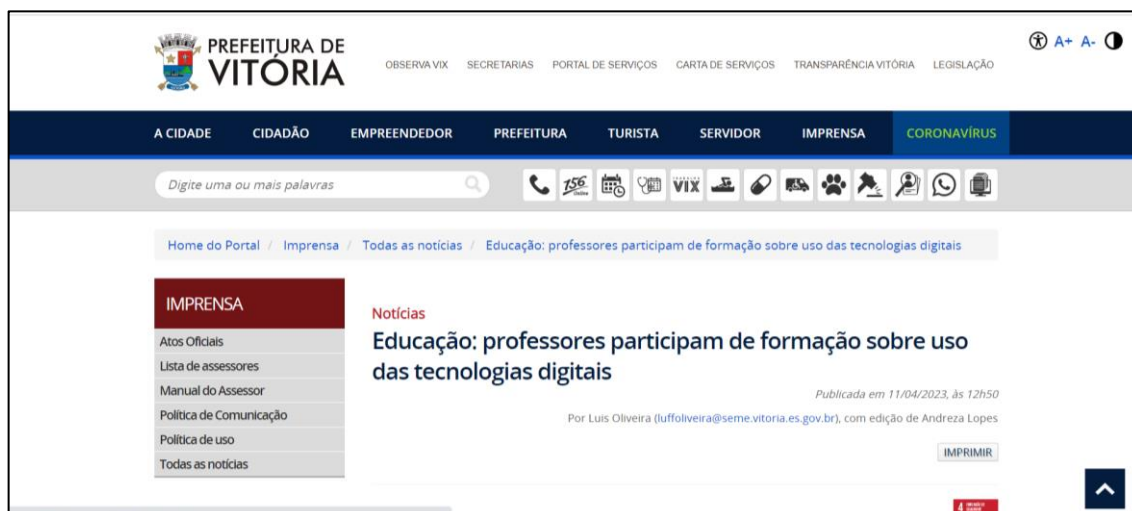 PREFEITURA DE
VITÓRIA
OBSERVA VIX SECRETARIAS PORTAL DE SERVIÇOS CARTA DE SERVIÇOS TRANSPARÊNCIA VITÓRIA LEGISLAÇÃO
A+ A-
A CIDADE CIDADÃO EMPREENDEDOR PREFEITURA TURISTA SERVIDOR IMPRENSA CORONAVÍRUS
Digite uma ou mais palavras
156
VIX
Home do Portal / Imprensa / Todas as notícias / Educação: professores participam de formação sobre uso das tecnologias digitais
IMPRENSA
Atos Oficiais
Lista de assessores
Manual do Assessor
Política de Comunicação
Política de uso
Todas as notícias
Notícias
Educação: professores participam de formação sobre uso
das tecnologias digitais
Publicada em 11/04/2023, às 12h50
Por Luis Oliveira (luffoliveira@seme.vitoria.es.gov.br), com edição de Andreza Lopes
IMPRIMIR
4